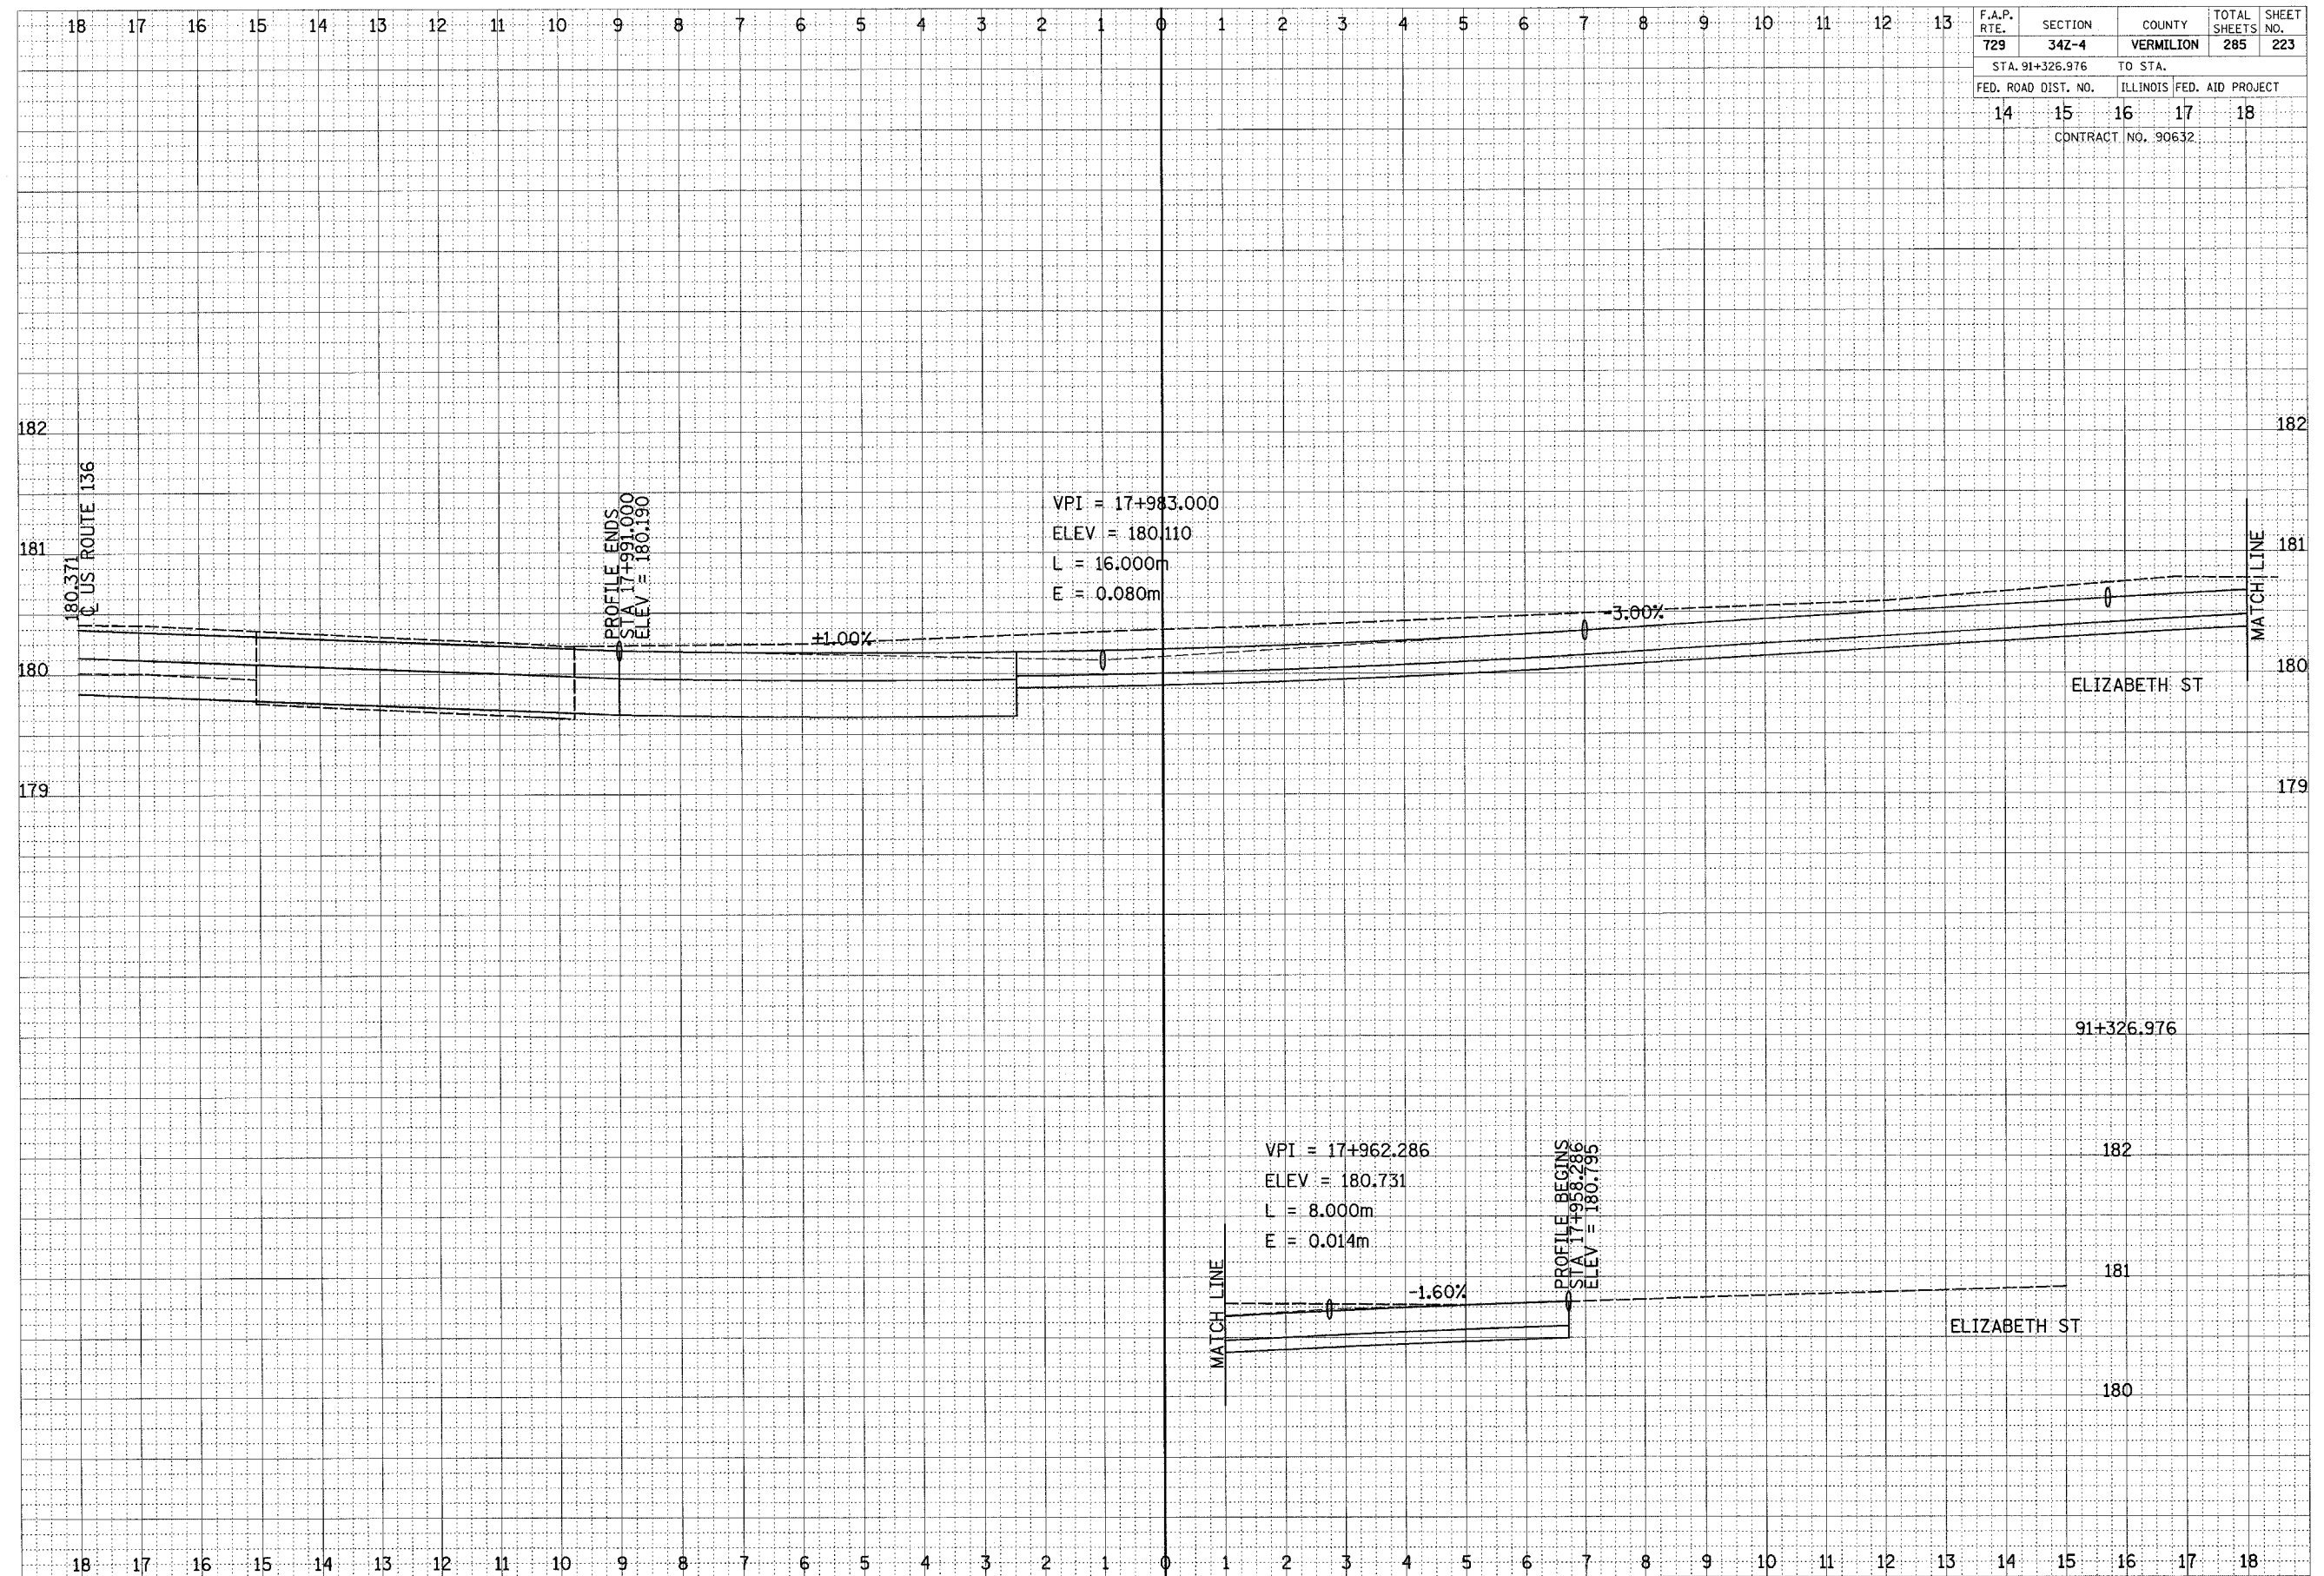 18 17 16 15 14 13 12 11 10 9 8 7 6 5 4 3 2 1 0 1 2 3 4 5 6 7 8 9 10 11 12 13
F.A.P. RTE. SECTION COUNTY TOTAL SHEETS SHEET NO.
729 34Z-4 VERMILION 285 223
STA. 91+326.976 TO STA.
FED. ROAD DIST. NO. ILLINOIS FED. AID PROJECT
14 15 16 17 18
CONTRACT NO. 90632
182 182
181 181
180 180
179 179
180.371
℄ US ROUTE 136
PROFILE ENDS
STA 17+991.000
ELEV = 180.190
VPI = 17+983.000
ELEV = 180.110
L = 16.000m
E = 0.080m
+1.00%
-3.00%
MATCH LINE
ELIZABETH ST
91+326.976
VPI = 17+962.286
ELEV = 180.731
L = 8.000m
E = 0.014m
PROFILE BEGINS
STA 17+958.286
ELEV = 180.795
182
181
180
MATCH LINE
-1.60%
ELIZABETH ST
18 17 16 15 14 13 12 11 10 9 8 7 6 5 4 3 2 1 0 1 2 3 4 5 6 7 8 9 10 11 12 13 14 15 16 17 18